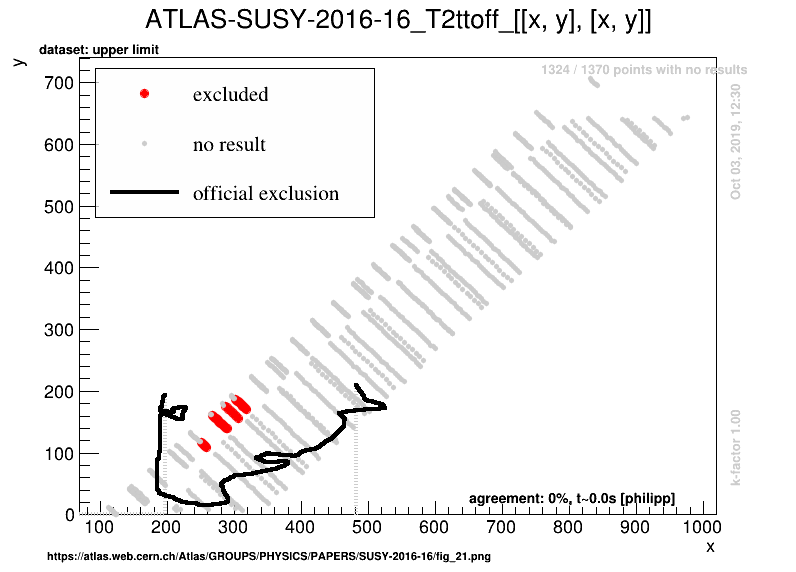 ATLAS-SUSY-2016-16_T2ttoff_[[x, y], [x, y]]
dataset: upper limit
y
1324 / 1370 points with no results
excluded
no result
official exclusion
Oct 03, 2019, 12:30
k-factor 1.00
700
600
500
400
300
200
100
0
agreement: 0%, t~0.0s [philipp]
100 200 300 400 500 600 700 800 900 1000
x
https://atlas.web.cern.ch/Atlas/GROUPS/PHYSICS/PAPERS/SUSY-2016-16/fig_21.png